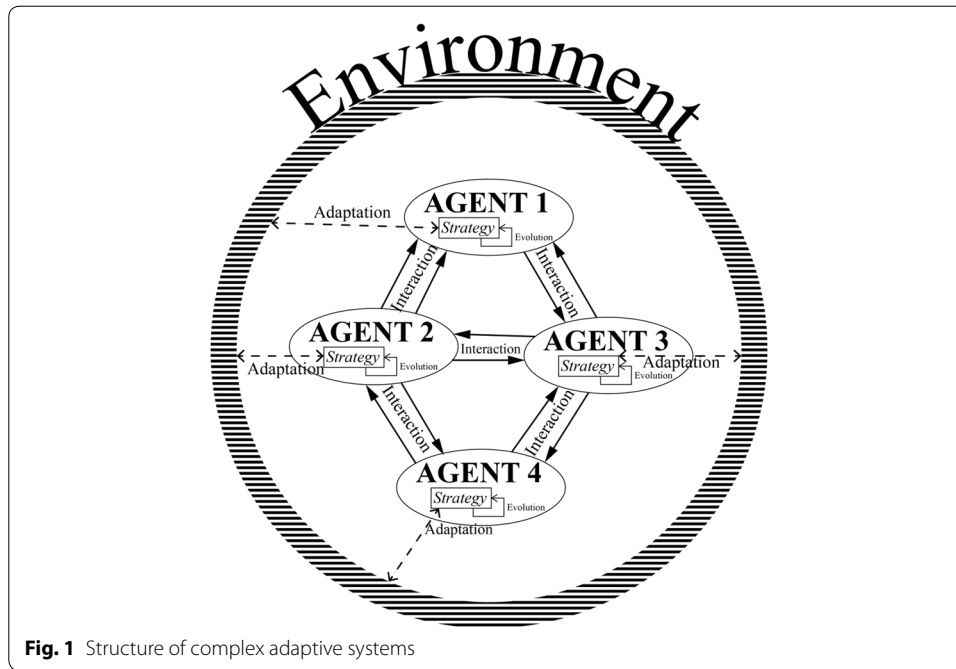 Environment
AGENT 1
Adaptation
Strategy
Evolution
Interaction
Interaction
AGENT 2
Strategy
Evolution
Adaptation
Interaction
AGENT 3
Strategy
Evolution
Adaptation
Interaction
Interaction
AGENT 4
Strategy
Evolution
Adaptation
Fig. 1 Structure of complex adaptive systems